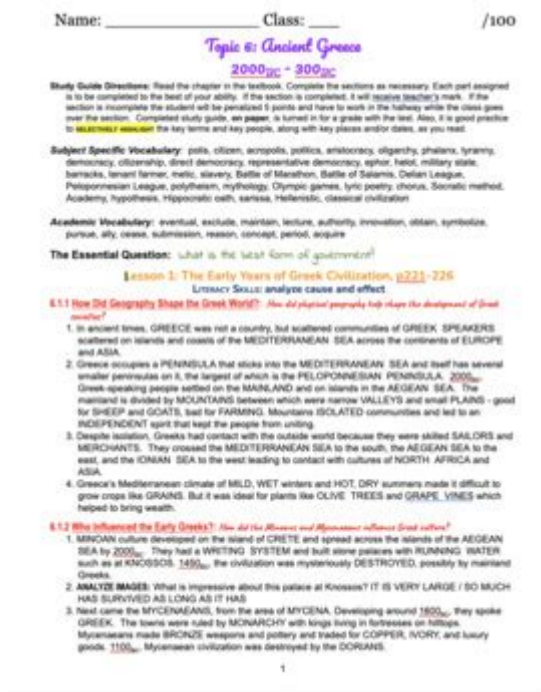 Name: ____________________ Class: ____ /100
Topic 6: Ancient Greece
2000BC - 300BC
Study Guide Directions: Read the chapter in the textbook. Complete the sections as necessary. Each part assigned
is to be completed to the best of your ability. If the section is completed, it will receive teacher's mark. If the
section is incomplete the student will be penalized 5 points and have to work in the hallway while the class goes
over the section. Completed study guide, on paper, is turned in for a grade with the test. Also, it is good practice
to SELECTIVELY HIGHLIGHT the key terms and key people, along with key places and/or dates, as you read.
Subject Specific Vocabulary: polis, citizen, acropolis, politics, aristocracy, oligarchy, phalanx, tyranny,
democracy, citizenship, direct democracy, representative democracy, ephor, helot, military state,
barracks, tenant farmer, metic, slavery, Battle of Marathon, Battle of Salamis, Delian League,
Peloponnesian League, polytheism, mythology, Olympic games, lyric poetry, chorus, Socratic method,
Academy, hypothesis, Hippocratic oath, sarissa, Hellenistic, classical civilization
Academic Vocabulary: eventual, exclude, maintain, lecture, authority, innovation, obtain, symbolize,
pursue, ally, cease, submission, reason, concept, period, acquire
The Essential Question: what is the best form of government?
Lesson 1: The Early Years of Greek Civilization, p221-226
LITERACY SKILLS: analyze cause and effect
6.1.1 How Did Geography Shape the Greek World?: How did physical geography help shape the development of Greek
societies?
1. In ancient times, GREECE was not a country, but scattered communities of GREEK SPEAKERS
scattered on islands and coasts of the MEDITERRANEAN SEA across the continents of EUROPE
and ASIA.
2. Greece occupies a PENINSULA that sticks into the MEDITERRANEAN SEA and itself has several
smaller peninsulas on it, the largest of which is the PELOPONNESIAN PENINSULA. 2000BC,
Greek-speaking people settled on the MAINLAND and on islands in the AEGEAN SEA. The
mainland is divided by MOUNTAINS between which were narrow VALLEYS and small PLAINS - good
for SHEEP and GOATS, bad for FARMING. Mountains ISOLATED communities and led to an
INDEPENDENT spirit that kept the people from uniting.
3. Despite isolation, Greeks had contact with the outside world because they were skilled SAILORS and
MERCHANTS. They crossed the MEDITERRANEAN SEA to the south, the AEGEAN SEA to the
east, and the IONIAN SEA to the west leading to contact with cultures of NORTH AFRICA and
ASIA.
4. Greece's Mediterranean climate of MILD, WET winters and HOT, DRY summers made it difficult to
grow crops like GRAINS. But it was ideal for plants like OLIVE TREES and GRAPE VINES which
helped to bring wealth.
6.1.2 Who Influenced the Early Greeks?: How did the Minoans and Mycenaeans influence Greek culture?
1. MINOAN culture developed on the island of CRETE and spread across the islands of the AEGEAN
SEA by 2000BC. They had a WRITING SYSTEM and built stone palaces with RUNNING WATER
such as at KNOSSOS. 1450BC, the civilization was mysteriously DESTROYED, possibly by mainland
Greeks.
2. ANALYZE IMAGES: What is impressive about this palace at Knossos? IT IS VERY LARGE / SO MUCH
HAS SURVIVED AS LONG AS IT HAS
3. Next came the MYCENAEANS, from the area of MYCENA. Developing around 1600BC, they spoke
GREEK. The towns were ruled by MONARCHY with kings living in fortresses on hilltops.
Mycenaeans made BRONZE weapons and pottery and traded for COPPER, IVORY, and luxury
goods. 1100BC, Mycenaean civilization was destroyed by the DORIANS.
1